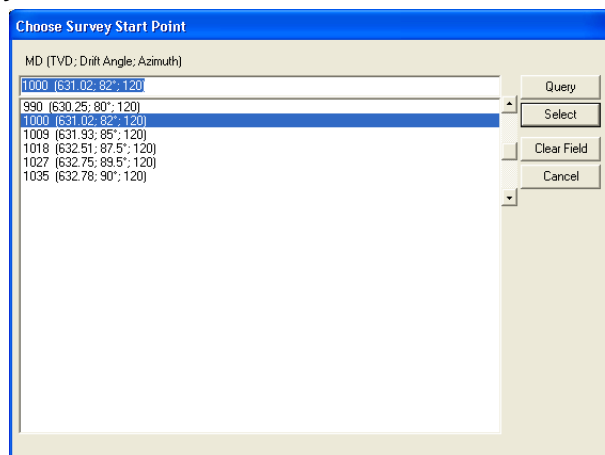 Choose Survey Start Point
MD (TVD; Drift Angle; Azimuth)
1000 (631.02; 82°; 120)
Query
990 (630.25; 80°; 120)
1000 (631.02; 82°; 120)
Select
1009 (631.93; 85°; 120)
1018 (632.51; 87.5°; 120)
1027 (632.75; 89.5°; 120)
Clear Field
1035 (632.78; 90°; 120)
Cancel